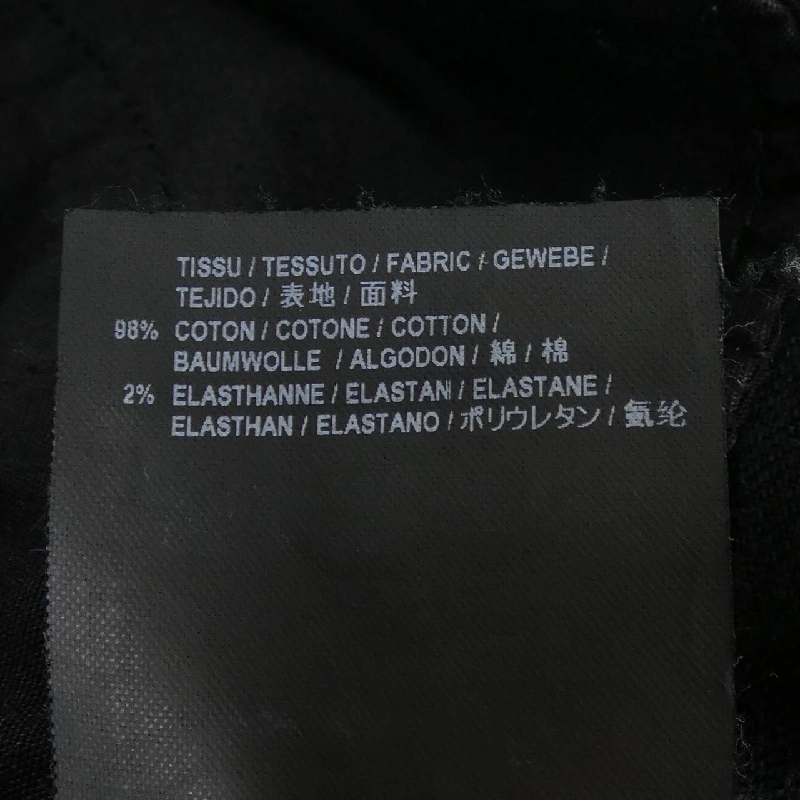 TISSU / TESSUTO / FABRIC / GEWEBE /
TEJIDO / 表地 / 面料
98% COTON / COTONE / COTTON /
BAUMWOLLE / ALGODON / 綿 / 棉
2% ELASTHANNE / ELASTAN / ELASTANE /
ELASTHAN / ELASTANO / ポリウレタン / 氨纶